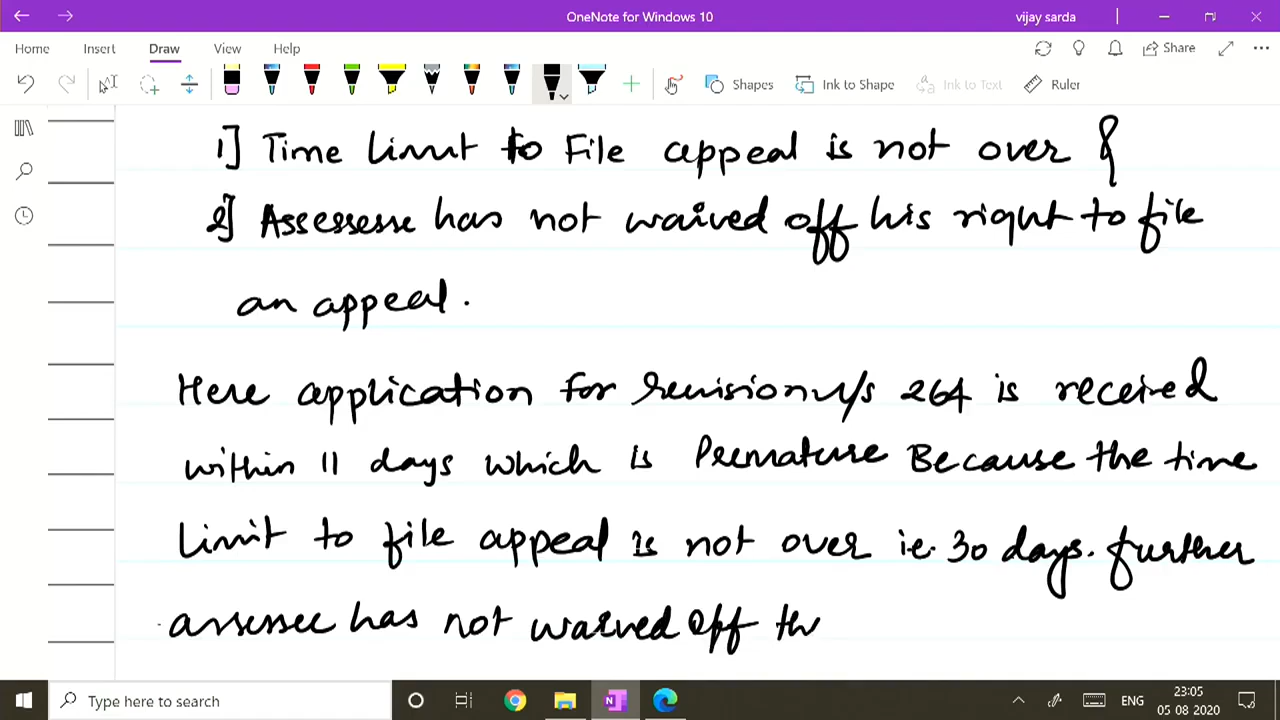 OneNote for Windows 10
vijay sarda
Home Insert Draw View Help
Share
Shapes Ink to Shape Ink to Text Ruler
1] Time limit to File appeal is not over {
2] Assessesse has not waived off his right to file
an appeal.
Here application for revision u/s 264 is received
within 11 days which is Premature Because the time
limit to file appeal is not over ie. 30 days. further
assessee has not waived off th
Type here to search
ENG
23:05
05-08-2020